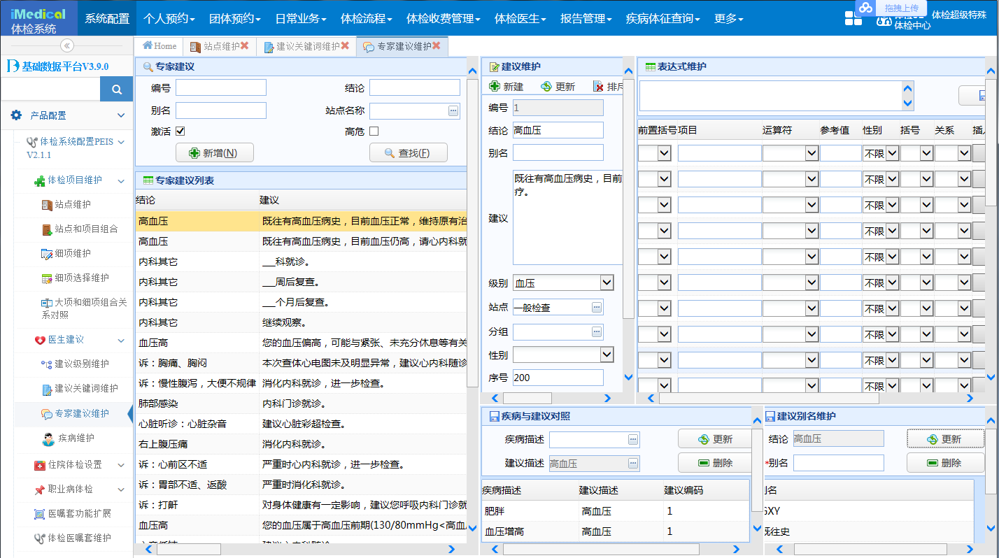 iMedical
体检系统
系统配置
个人预约
团体预约
日常业务
体检流程
体检收费管理
体检医生
报告管理
疾病体征查询
更多
拖拽上传
体检中心
体检超级特殊
基础数据平台V3.9.0
产品配置
体检系统配置PEIS
V2.1.1
体检项目维护
站点维护
站点和项目组合
细项维护
细项选择维护
大项和细项组合关
系对照
医生建议
建议级别维护
建议关键词维护
专家建议维护
疾病维护
住院体检设置
职业病体检
医嘱套功能扩展
体检医嘱套维护
Home
站点维护
建议关键词维护
专家建议维护
专家建议
编号
结论
别名
站点名称
激活
高危
新增(N)
查找(F)
专家建议列表
结论 建议
高血压 既往有高血压病史，目前血压正常，维持原有治
高血压 既往有高血压病史，目前血压仍高，请心内科就
内科其它 ___科就诊。
内科其它 ___周后复查。
内科其它 ___个月后复查。
内科其它 继续观察。
血压高 您的血压偏高，可能与紧张、未充分休息等有关
诉：胸痛、胸闷 本次查体心电图未及明显异常，建议心内科随诊
诉：慢性腹泻，大便不规律 消化内科就诊，进一步检查。
肺部感染 内科门诊就诊。
心脏听诊：心脏杂音 建议心脏彩超检查。
右上腹压痛 消化内科就诊。
诉：心前区不适 严重时心内科就诊，进一步检查。
诉：胃部不适、返酸 严重时消化科就诊。
诉：打鼾 对身体健康有一定影响，建议您呼吸内科门诊就
血压高 您的血压属于高血压前期(130/80mmHg<高血
建议维护
新建
更新
排斥
编号 1
结论 高血压
别名
建议
既往有高血压病史，目前
疗。
级别 血压
站点 一般检查
分组
性别
序号 200
表达式维护
前置括号 项目 运算符 参考值 性别 括号 关系 插入
不限
不限
不限
不限
不限
不限
不限
不限
不限
不限
疾病与建议对照
疾病描述
更新
建议描述 高血压
删除
疾病描述 建议描述 建议编码
肥胖 高血压 1
血压增高 高血压 1
建议别名维护
结论 高血压
更新
*别名
删除
别名
GXY
既往史